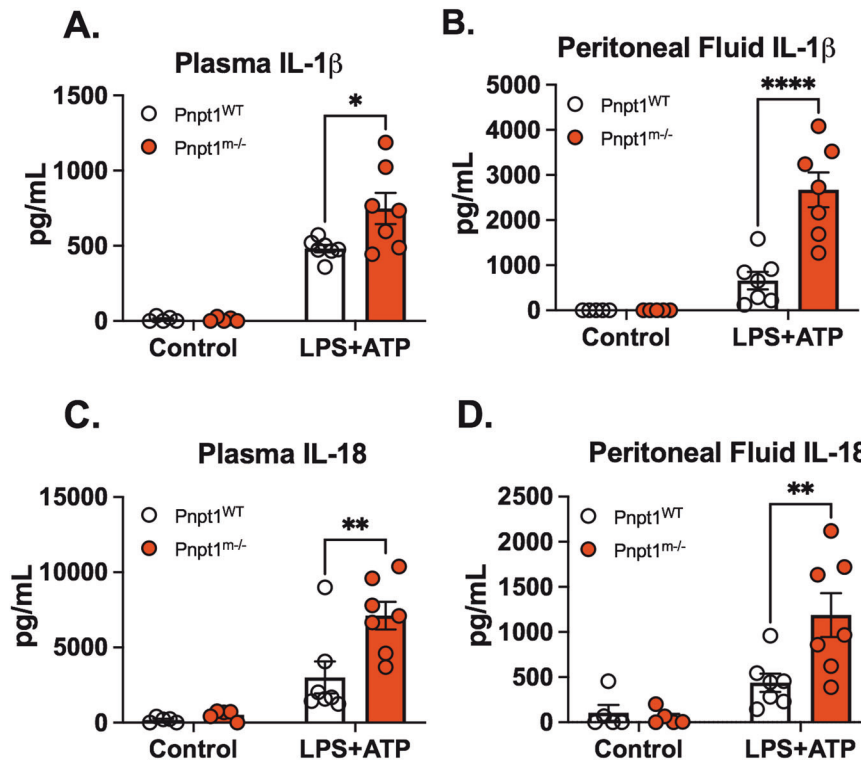 A.
Plasma IL-1β
1500
1000
500
0
pg/mL
Pnpt1WT
Pnpt1m-/-
*
Control
LPS+ATP
B.
Peritoneal Fluid IL-1β
5000
4000
3000
2000
1000
0
pg/mL
Pnpt1WT
Pnpt1m-/-
****
Control
LPS+ATP
C.
Plasma IL-18
15000
10000
5000
0
pg/mL
Pnpt1WT
Pnpt1m-/-
**
Control
LPS+ATP
D.
Peritoneal Fluid IL-18
2500
2000
1500
1000
500
0
pg/mL
Pnpt1WT
Pnpt1m-/-
**
Control
LPS+ATP